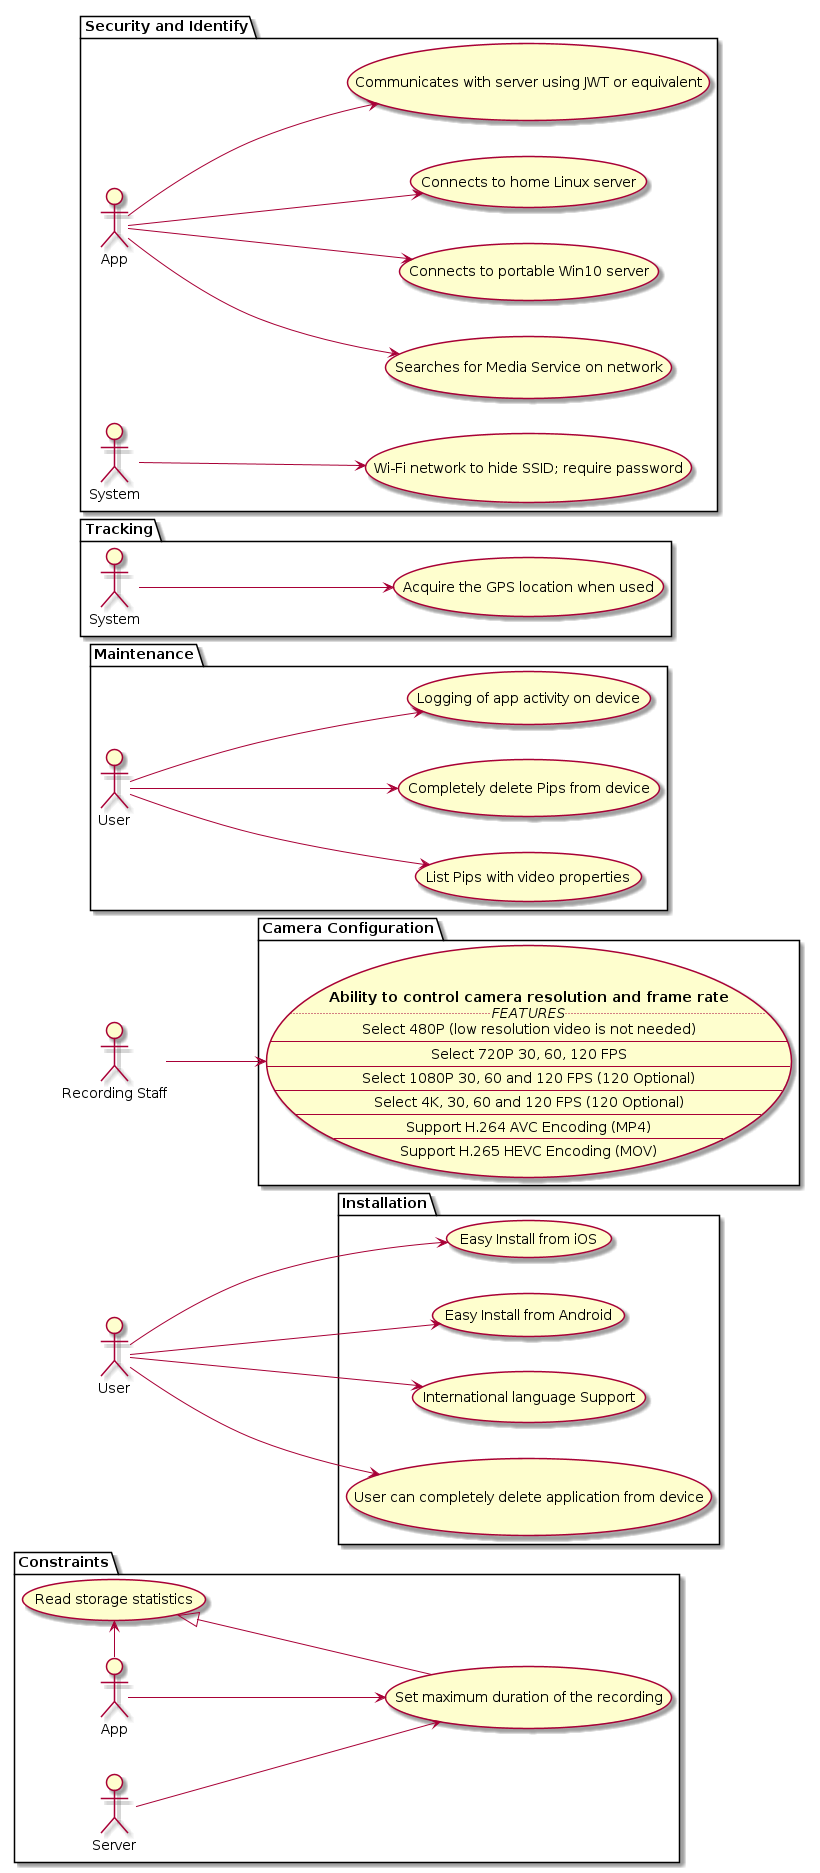 Security and Identify
Communicates with server using JWT or equivalent
Connects to home Linux server
App
Connects to portable Win10 server
Searches for Media Service on network
System
Wi-Fi network to hide SSID; require password
Tracking
System
Acquire the GPS location when used
Maintenance
Logging of app activity on device
User
Completely delete Pips from device
List Pips with video properties
Camera Configuration
Recording Staff
Ability to control camera resolution and frame rate
FEATURES
Select 480P (low resolution video is not needed)
Select 720P 30, 60, 120 FPS
Select 1080P 30, 60 and 120 FPS (120 Optional)
Select 4K, 30, 60 and 120 FPS (120 Optional)
Support H.264 AVC Encoding (MP4)
Support H.265 HEVC Encoding (MOV)
Installation
Easy Install from iOS
Easy Install from Android
User
International language Support
User can completely delete application from device
Constraints
Read storage statistics
App
Set maximum duration of the recording
Server